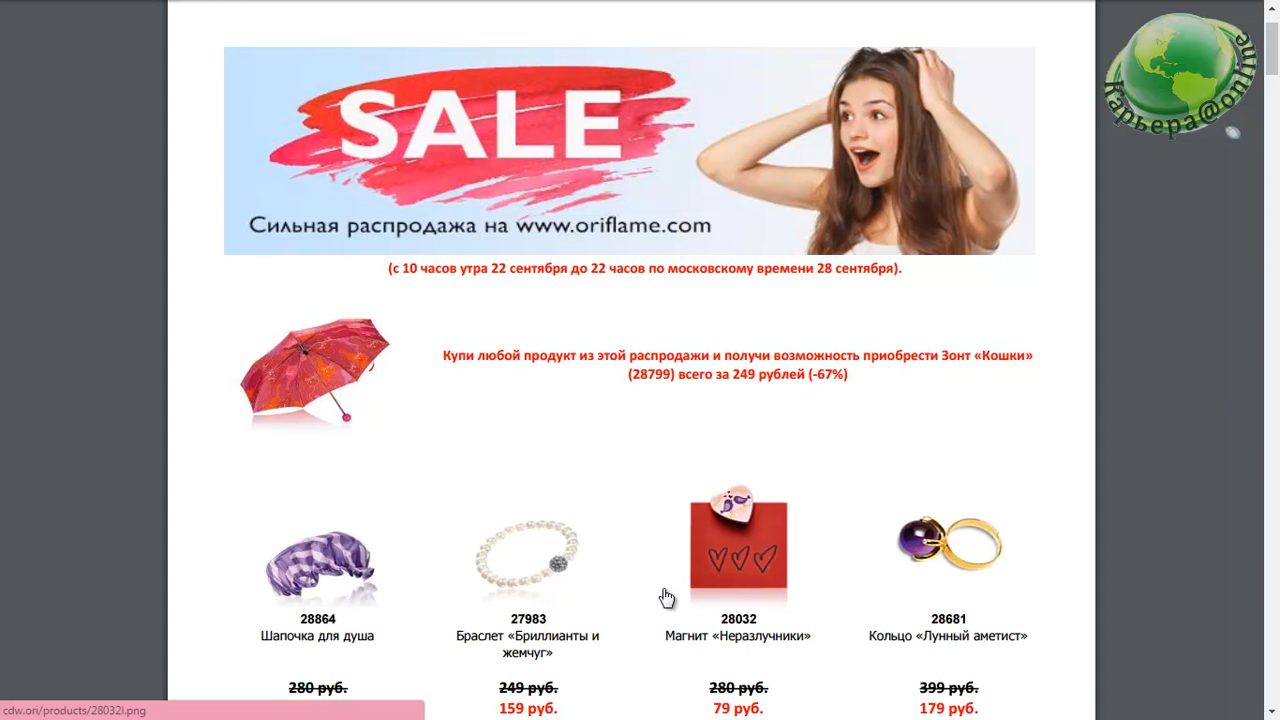 SALE
Сильная распродажа на www.oriflame.com
Карьера@online
(с 10 часов утра 22 сентября до 22 часов по московскому времени 28 сентября).
Купи любой продукт из этой распродажи и получи возможность приобрести Зонт «Кошки»
(28799) всего за 249 рублей (-67%)
28864
Шапочка для душа
280 руб.
27983
Браслет «Бриллианты и
жемчуг»
249 руб.
159 руб.
28032
Магнит «Неразлучники»
280 руб.
79 руб.
28681
Кольцо «Лунный аметист»
399 руб.
179 руб.
cdw.ori/products/28032l.png